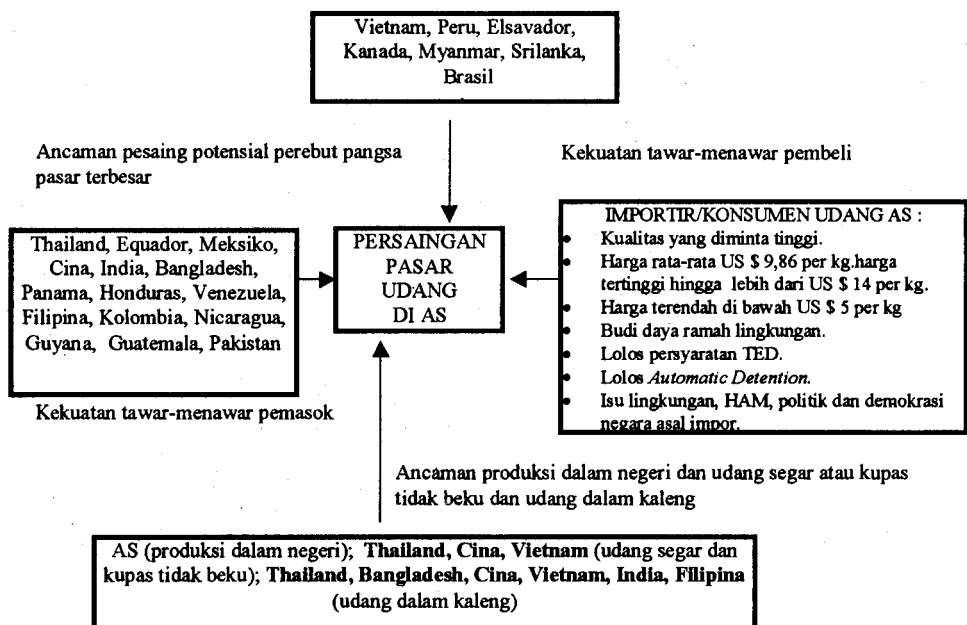 Vietnam, Peru, Elsavador,
Kanada, Myanmar, Srilanka,
Brasil
Ancaman pesaing potensial perebut pangsa
pasar terbesar
Kekuatan tawar-menawar pembeli
Thailand, Equador, Meksiko,
Cina, India, Bangladesh,
Panama, Honduras, Venezuela,
Filipina, Kolombia, Nicaragua,
Guyana, Guatemala, Pakistan
PERSAINGAN
PASAR
UDANG
DI AS
IMPORTIR/KONSUMEN UDANG AS :
• Kualitas yang diminta tinggi.
• Harga rata-rata US $ 9,86 per kg.harga
tertinggi hingga lebih dari US $ 14 per kg.
• Harga terendah di bawah US $ 5 per kg
• Budi daya ramah lingkungan.
• Lolos persyaratan TED.
• Lolos Automatic Detention.
• Isu lingkungan, HAM, politik dan demokrasi
negara asal impor.
Kekuatan tawar-menawar pemasok
Ancaman produksi dalam negeri dan udang segar atau kupas
tidak beku dan udang dalam kaleng
AS (produksi dalam negeri); Thailand, Cina, Vietnam (udang segar dan
kupas tidak beku); Thailand, Bangladesh, Cina, Vietnam, India, Filipina
(udang dalam kaleng)